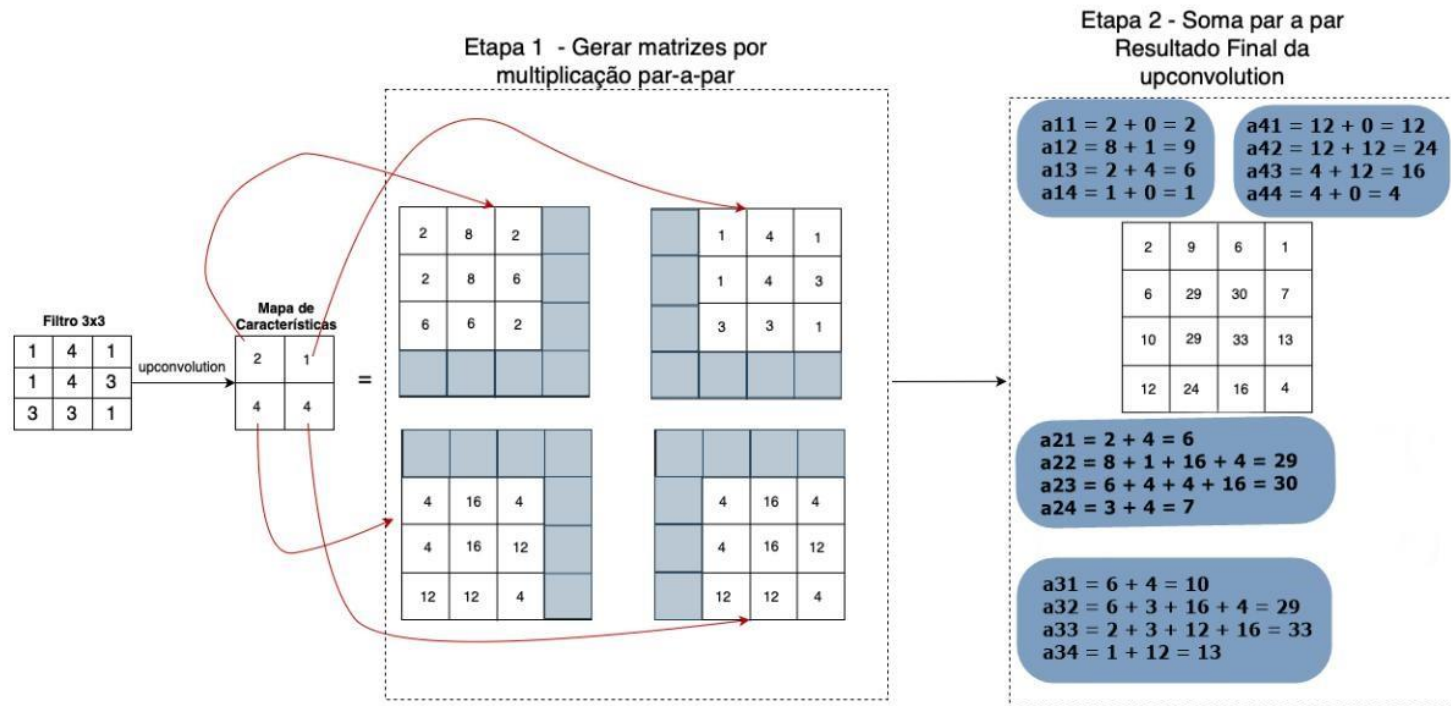 Etapa 1  - Gerar matrizes por
multiplicação par-a-par
Etapa 2 - Soma par a par
Resultado Final da
upconvolution
Filtro 3x3
1 4 1
1 4 3
3 3 1
upconvolution
Mapa de
Características
2 1
4 4
=
2 8 2
2 8 6
6 6 2
1 4 1
1 4 3
3 3 1
4 16 4
4 16 12
12 12 4
4 16 4
4 16 12
12 12 4
a11 = 2 + 0 = 2
a12 = 8 + 1 = 9
a13 = 2 + 4 = 6
a14 = 1 + 0 = 1
a41 = 12 + 0 = 12
a42 = 12 + 12 = 24
a43 = 4 + 12 = 16
a44 = 4 + 0 = 4
2 9 6 1
6 29 30 7
10 29 33 13
12 24 16 4
a21 = 2 + 4 = 6
a22 = 8 + 1 + 16 + 4 = 29
a23 = 6 + 4 + 4 + 16 = 30
a24 = 3 + 4 = 7
a31 = 6 + 4 = 10
a32 = 6 + 3 + 16 + 4 = 29
a33 = 2 + 3 + 12 + 16 = 33
a34 = 1 + 12 = 13